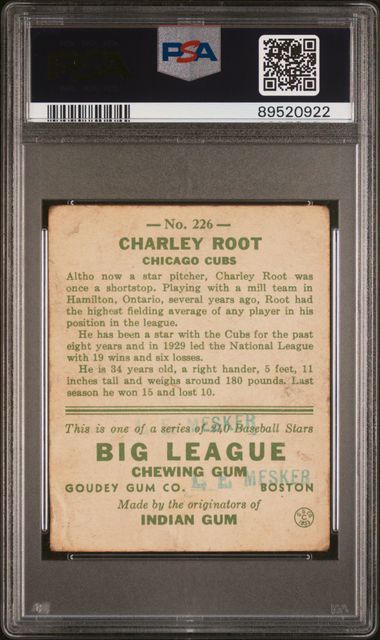 PSA
89520922
— No. 226 —
CHARLEY ROOT
CHICAGO CUBS
Altho now a star pitcher, Charley Root was
once a shortstop. Playing with a mill team in
Hamilton, Ontario, several years ago, Root had
the highest fielding average of any player in his
position in the league.
He has been a star with the Cubs for the past
eight years and in 1929 led the National League
with 19 wins and six losses.
He is 34 years old, a right hander, 5 feet, 11
inches tall and weighs around 180 pounds. Last
season he won 15 and lost 10.
MESKER
This is one of a series of 240 Baseball Stars
BIG LEAGUE
CHEWING GUM
L. E. MESKER
GOUDEY GUM CO. BOSTON
Made by the originators of
INDIAN GUM